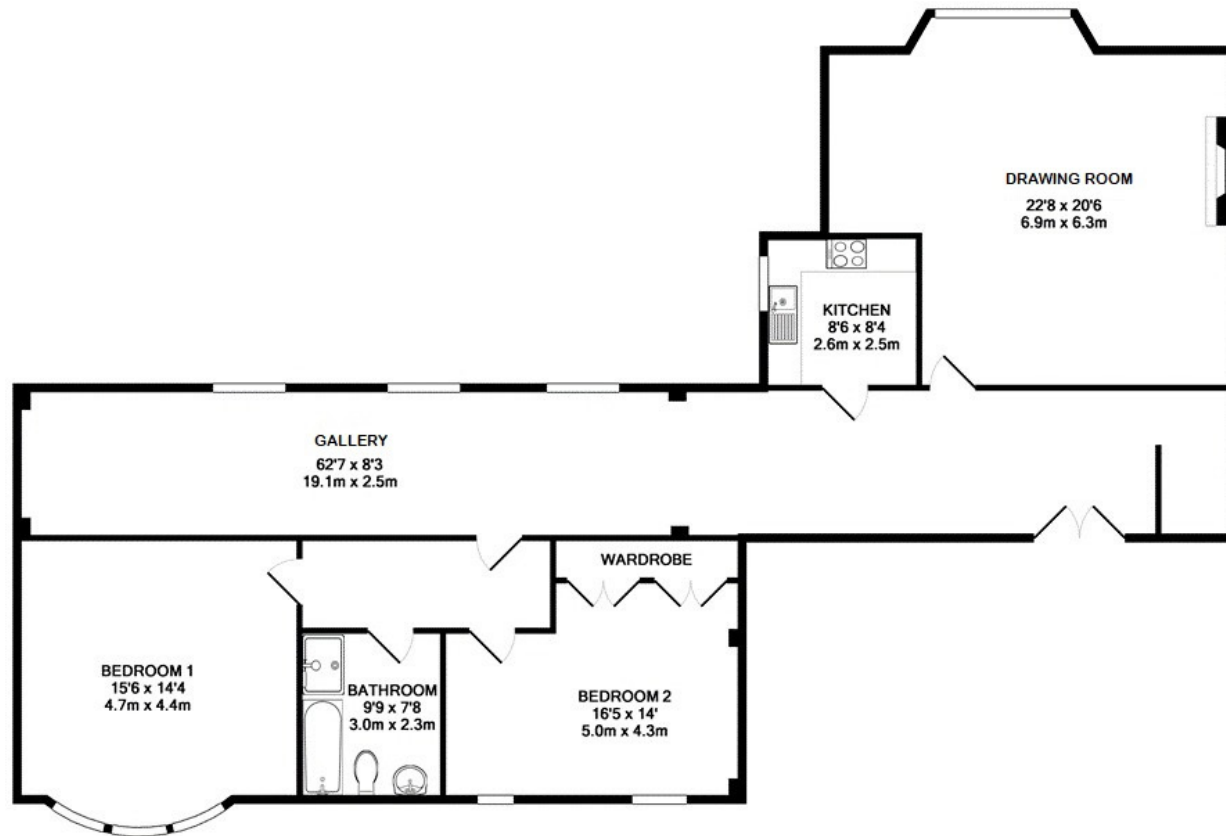 DRAWING ROOM
22'8 x 20'6
6.9m x 6.3m
KITCHEN
8'6 x 8'4
2.6m x 2.5m
GALLERY
62'7 x 8'3
19.1m x 2.5m
WARDROBE
BEDROOM 1
15'6 x 14'4
4.7m x 4.4m
BATHROOM
9'9 x 7'8
3.0m x 2.3m
BEDROOM 2
16'5 x 14'
5.0m x 4.3m